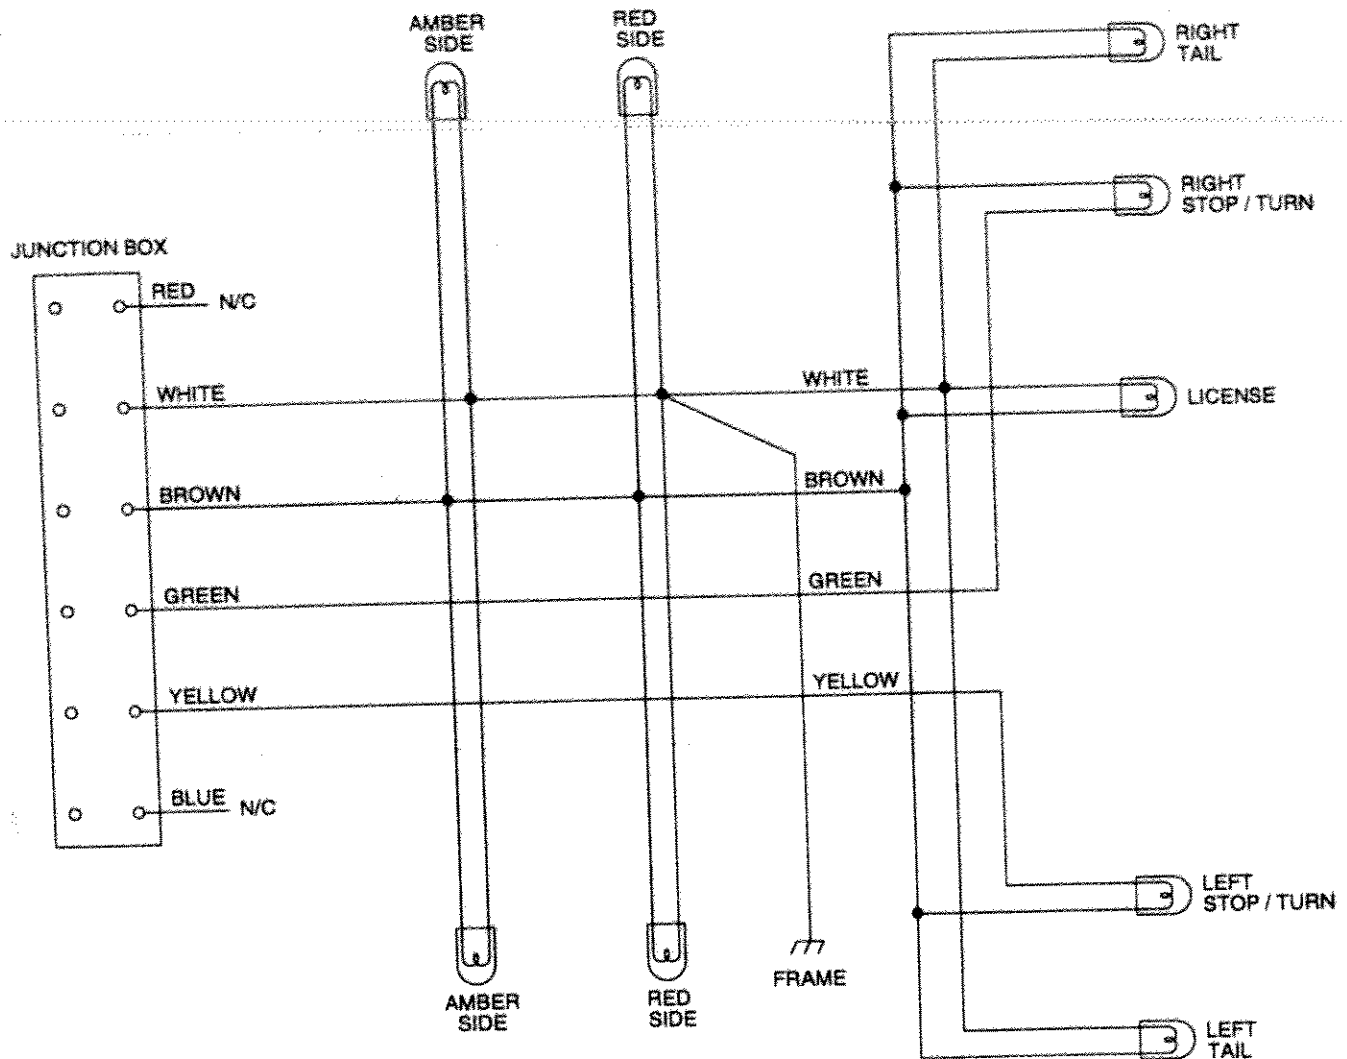 AMBER
SIDE
RED
SIDE
RIGHT
TAIL
RIGHT
STOP / TURN
JUNCTION BOX
RED
N/C
WHITE
WHITE
LICENSE
BROWN
BROWN
GREEN
GREEN
YELLOW
YELLOW
BLUE
N/C
LEFT
STOP / TURN
FRAME
AMBER
SIDE
RED
SIDE
LEFT
TAIL